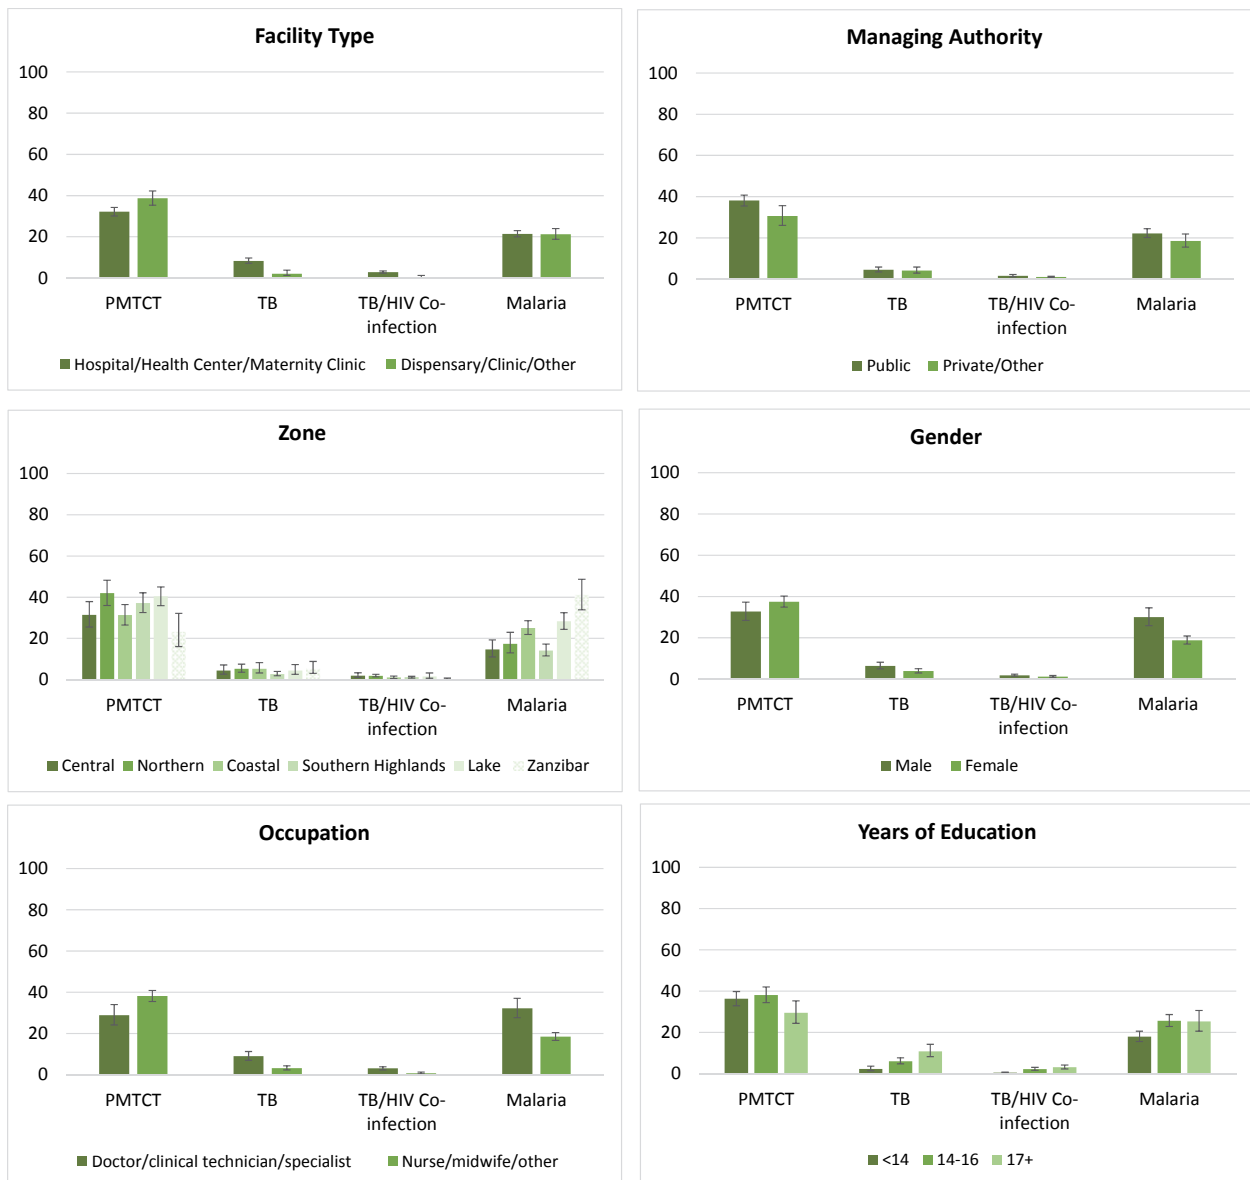 Facility Type
100
80
60
40
20
0
PMTCT
TB
TB/HIV Co-
infection
Malaria
Hospital/Health Center/Maternity Clinic
Dispensary/Clinic/Other
Managing Authority
100
80
60
40
20
0
PMTCT
TB
TB/HIV Co-
infection
Malaria
Public
Private/Other
Zone
100
80
60
40
20
0
PMTCT
TB
TB/HIV Co-
infection
Malaria
Central
Northern
Coastal
Southern Highlands
Lake
Zanzibar
Gender
100
80
60
40
20
0
PMTCT
TB
TB/HIV Co-
infection
Malaria
Male
Female
Occupation
100
80
60
40
20
0
PMTCT
TB
TB/HIV Co-
infection
Malaria
Doctor/clinical technician/specialist
Nurse/midwife/other
Years of Education
100
80
60
40
20
0
PMTCT
TB
TB/HIV Co-
infection
Malaria
<14
14-16
17+